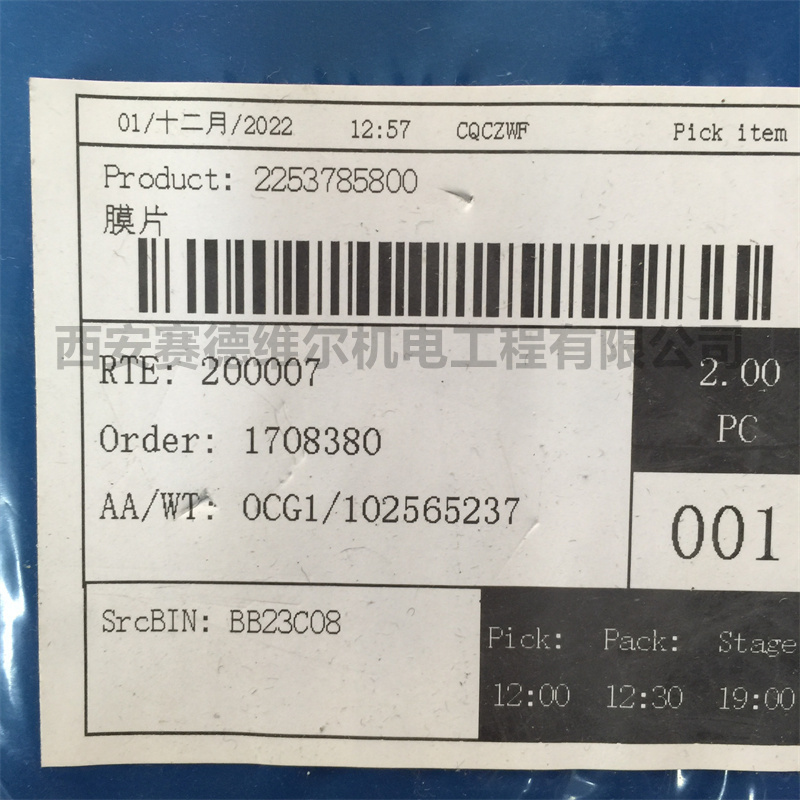 01/十二月/2022 12:57 CQCZWF Pick item
Product: 2253785800
膜片
西安赛德维尔机电工程有限公司
RTE: 200007
2.00
PC
Order: 1708380
AA/WT: OCG1/102565237
001
SrcBIN: BB23C08
Pick: Pack: Stage
12:00 12:30 19:00